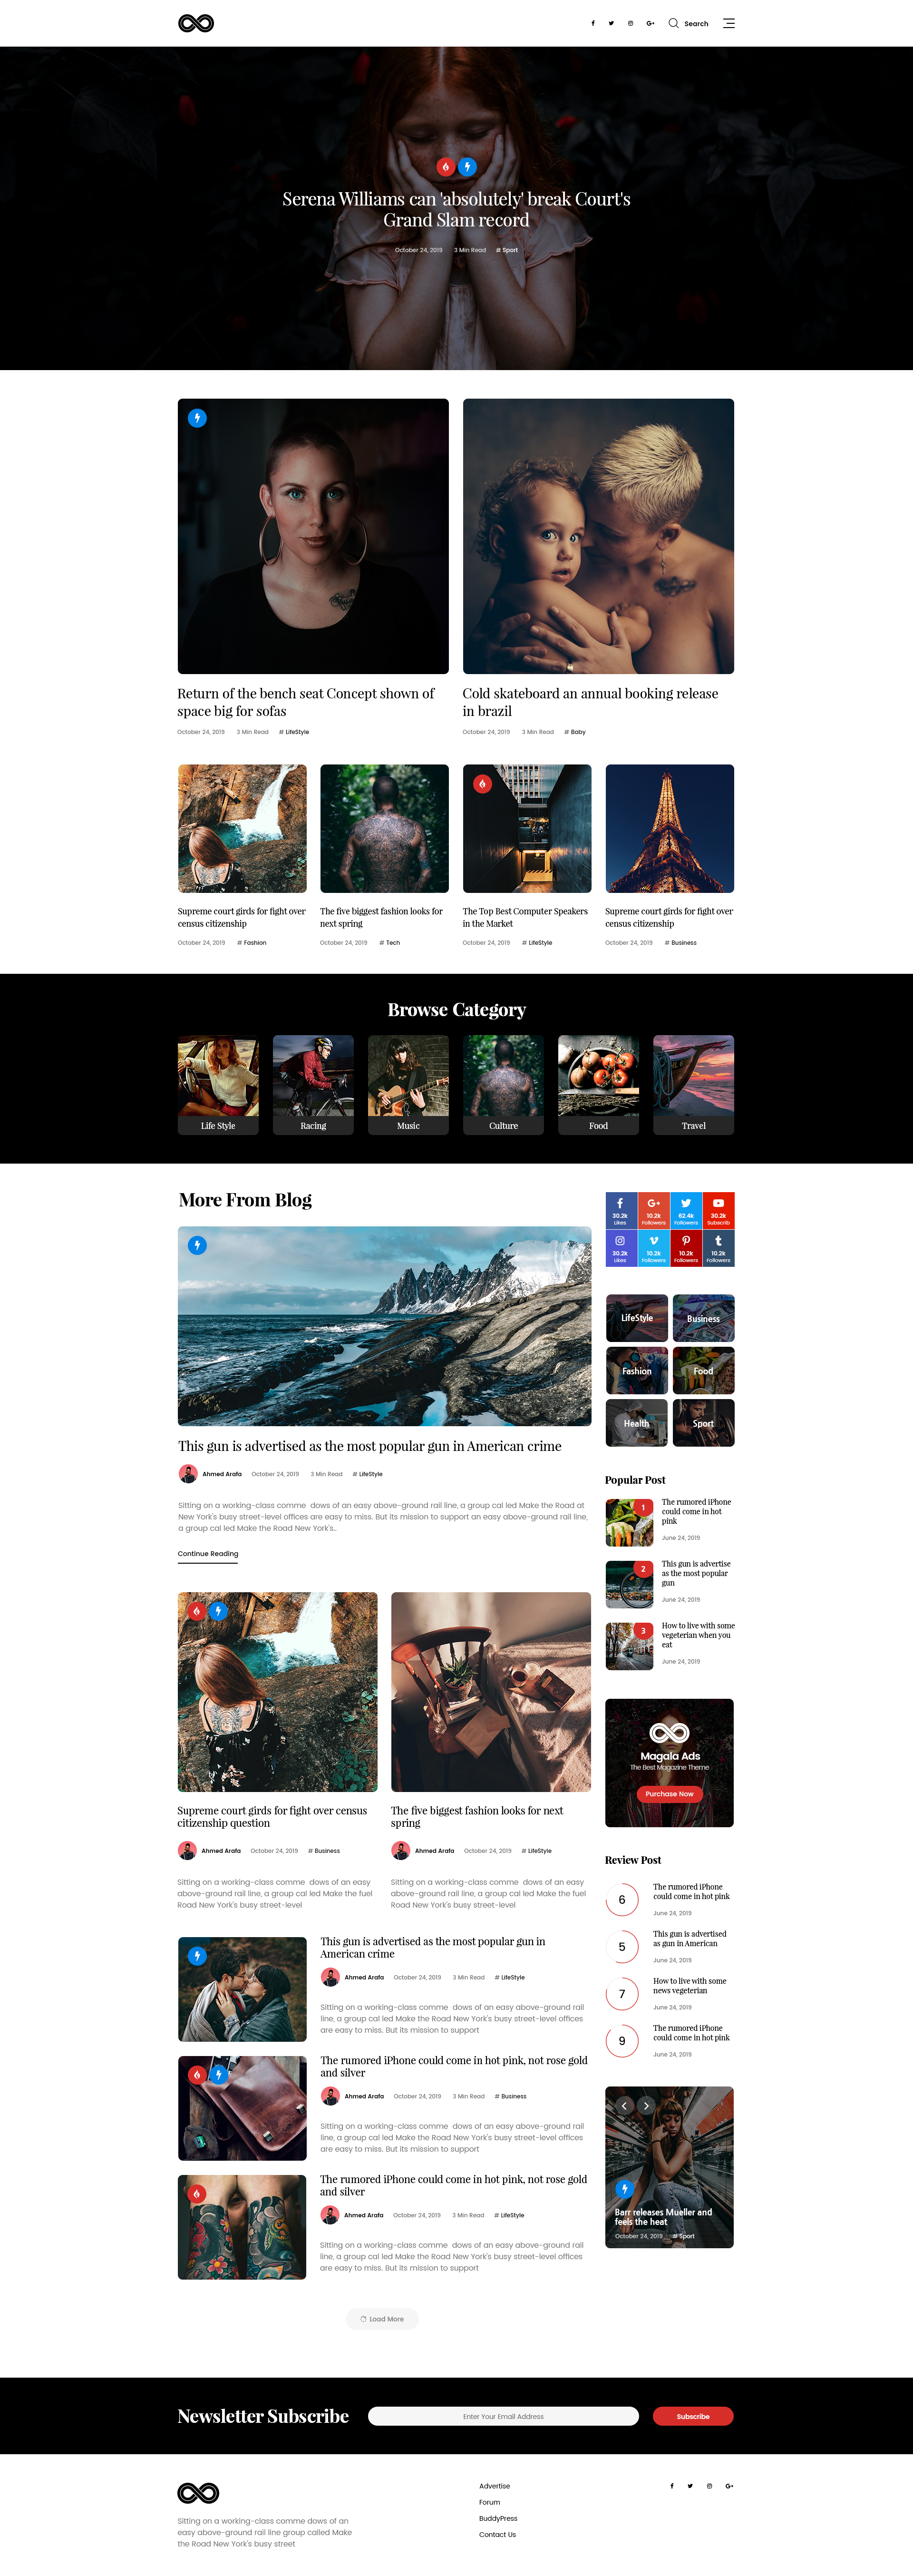 Search
Serena Williams can 'absolutely' break Court's
Grand Slam record
October 24, 2019 3 Min Read # Sport
Return of the bench seat Concept shown of
space big for sofas
October 24, 2019 3 Min Read # LifeStyle
Cold skateboard an annual booking release
in brazil
October 24, 2019 3 Min Read # Baby
Supreme court girds for fight over
census citizenship
October 24, 2019 # Fashion
The five biggest fashion looks for
next spring
October 24, 2019 # Tech
The Top Best Computer Speakers
in the Market
October 24, 2019 # LifeStyle
Supreme court girds for fight over
census citizenship
October 24, 2019 # Business
Browse Category
Life Style
Racing
Music
Culture
Food
Travel
More From Blog
This gun is advertised as the most popular gun in American crime
Ahmed Arafa October 24, 2019 3 Min Read # LifeStyle
Sitting on a working-class comme dows of an easy above-ground rail line, a group cal led Make the Road at
New York's busy street-level offices are easy to miss. But its mission to support an easy above-ground rail line,
a group cal led Make the Road New York's..
Continue Reading
Supreme court girds for fight over census
citizenship question
Ahmed Arafa October 24, 2019 # Business
Sitting on a working-class comme dows of an easy
above-ground rail line, a group cal led Make the fuel
Road New York's busy street-level
The five biggest fashion looks for next
spring
Ahmed Arafa October 24, 2019 # LifeStyle
Sitting on a working-class comme dows of an easy
above-ground rail line, a group cal led Make the fuel
Road New York's busy street-level
This gun is advertised as the most popular gun in
American crime
Ahmed Arafa October 24, 2019 3 Min Read # LifeStyle
Sitting on a working-class comme dows of an easy above-ground rail
line, a group cal led Make the Road New York's busy street-level offices
are easy to miss. But its mission to support
The rumored iPhone could come in hot pink, not rose gold
and silver
Ahmed Arafa October 24, 2019 3 Min Read # Business
Sitting on a working-class comme dows of an easy above-ground rail
line, a group cal led Make the Road New York's busy street-level offices
are easy to miss. But its mission to support
The rumored iPhone could come in hot pink, not rose gold
and silver
Ahmed Arafa October 24, 2019 3 Min Read # LifeStyle
Sitting on a working-class comme dows of an easy above-ground rail
line, a group cal led Make the Road New York's busy street-level offices
are easy to miss. But its mission to support
Load More
30.2k
Likes
10.2k
Followers
62.4k
Followers
30.2k
Subscrib
30.2k
Likes
10.2k
Followers
10.2k
Followers
10.2k
Followers
LifeStyle
Business
Fashion
Food
Health
Sport
Popular Post
1
The rumored iPhone
could come in hot
pink
June 24, 2019
2
This gun is advertise
as the most popular
gun
June 24, 2019
3
How to live with some
vegeterian when you
eat
June 24, 2019
Magala Ads
The Best Magazine Theme
Purchase Now
Review Post
6
The rumored iPhone
could come in hot pink
June 24, 2019
5
This gun is advertised
as gun in American
June 24, 2019
7
How to live with some
news vegeterian
June 24, 2019
9
The rumored iPhone
could come in hot pink
June 24, 2019
Barr releases Mueller and
feels the heat
October 24, 2019 # Sport
Newsletter Subscribe
Enter Your Email Address
Subscribe
Sitting on a working-class comme dows of an
easy above-ground rail line group called Make
the Road New York's busy street
Advertise
Forum
BuddyPress
Contact Us